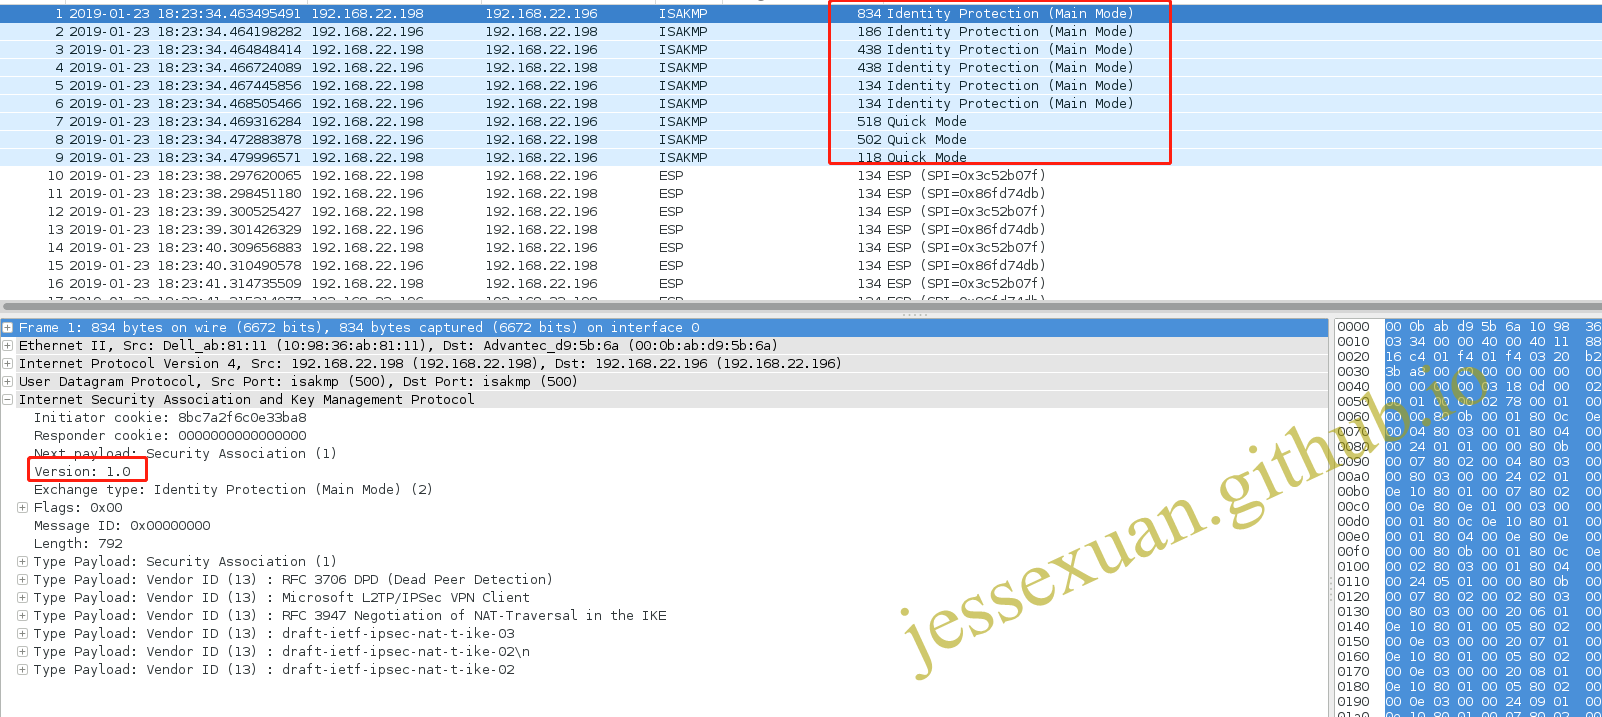 1 2019-01-23 18:23:34.463495491 192.168.22.198 192.168.22.196 ISAKMP 834 Identity Protection (Main Mode)
2 2019-01-23 18:23:34.464198282 192.168.22.196 192.168.22.198 ISAKMP 186 Identity Protection (Main Mode)
3 2019-01-23 18:23:34.464848414 192.168.22.198 192.168.22.196 ISAKMP 438 Identity Protection (Main Mode)
4 2019-01-23 18:23:34.466724089 192.168.22.196 192.168.22.198 ISAKMP 438 Identity Protection (Main Mode)
5 2019-01-23 18:23:34.467445856 192.168.22.198 192.168.22.196 ISAKMP 134 Identity Protection (Main Mode)
6 2019-01-23 18:23:34.468505466 192.168.22.196 192.168.22.198 ISAKMP 134 Identity Protection (Main Mode)
7 2019-01-23 18:23:34.469316284 192.168.22.198 192.168.22.196 ISAKMP 518 Quick Mode
8 2019-01-23 18:23:34.472883878 192.168.22.196 192.168.22.198 ISAKMP 502 Quick Mode
9 2019-01-23 18:23:34.479996571 192.168.22.198 192.168.22.196 ISAKMP 118 Quick Mode
10 2019-01-23 18:23:38.297620065 192.168.22.198 192.168.22.196 ESP 134 ESP (SPI=0x3c52b07f)
11 2019-01-23 18:23:38.298451180 192.168.22.196 192.168.22.198 ESP 134 ESP (SPI=0x86fd74db)
12 2019-01-23 18:23:39.300525427 192.168.22.198 192.168.22.196 ESP 134 ESP (SPI=0x3c52b07f)
13 2019-01-23 18:23:39.301426329 192.168.22.196 192.168.22.198 ESP 134 ESP (SPI=0x86fd74db)
14 2019-01-23 18:23:40.309656883 192.168.22.198 192.168.22.196 ESP 134 ESP (SPI=0x3c52b07f)
15 2019-01-23 18:23:40.310490578 192.168.22.196 192.168.22.198 ESP 134 ESP (SPI=0x86fd74db)
16 2019-01-23 18:23:41.314735509 192.168.22.198 192.168.22.196 ESP 134 ESP (SPI=0x3c52b07f)
Frame 1: 834 bytes on wire (6672 bits), 834 bytes captured (6672 bits) on interface 0
Ethernet II, Src: Dell_ab:81:11 (10:98:36:ab:81:11), Dst: Advantec_d9:5b:6a (00:0b:ab:d9:5b:6a)
Internet Protocol Version 4, Src: 192.168.22.198 (192.168.22.198), Dst: 192.168.22.196 (192.168.22.196)
User Datagram Protocol, Src Port: isakmp (500), Dst Port: isakmp (500)
Internet Security Association and Key Management Protocol
Initiator cookie: 8bc7a2f6c0e33ba8
Responder cookie: 0000000000000000
Next payload: Security Association (1)
Version: 1.0
Exchange type: Identity Protection (Main Mode) (2)
Flags: 0x00
Message ID: 0x00000000
Length: 792
Type Payload: Security Association (1)
Type Payload: Vendor ID (13) : RFC 3706 DPD (Dead Peer Detection)
Type Payload: Vendor ID (13) : Microsoft L2TP/IPSec VPN Client
Type Payload: Vendor ID (13) : RFC 3947 Negotiation of NAT-Traversal in the IKE
Type Payload: Vendor ID (13) : draft-ietf-ipsec-nat-t-ike-03
Type Payload: Vendor ID (13) : draft-ietf-ipsec-nat-t-ike-02\n
Type Payload: Vendor ID (13) : draft-ietf-ipsec-nat-t-ike-02
0000 00 0b ab d9 5b 6a 10 98 36
0010 03 34 00 00 40 00 40 11 88
0020 16 c4 01 f4 01 f4 03 20 b2
0030 3b a8 00 00 00 00 00 00 00
0040 00 00 00 00 03 18 0d 00 02
0050 00 01 00 00 02 78 00 01 00
0060 00 00 80 0b 00 01 80 0c 0e
0070 00 04 80 03 00 01 80 04 00
0080 00 24 01 01 00 00 80 0b 00
0090 00 07 80 02 00 04 80 03 00
00a0 00 80 03 00 00 24 02 01 00
00b0 0e 10 80 01 00 07 80 02 00
00c0 00 0e 80 0e 01 00 03 00 00
00d0 00 01 80 0c 0e 10 80 01 00
00e0 00 01 80 04 00 0e 80 0e 00
00f0 00 00 80 0b 00 01 80 0c 0e
0100 00 02 80 03 00 01 80 04 00
0110 00 24 05 01 00 00 80 0b 00
0120 00 07 80 02 00 02 80 03 00
0130 00 80 03 00 00 20 06 01 00
0140 0e 10 80 01 00 05 80 02 00
0150 00 0e 03 00 00 20 07 01 00
0160 0e 10 80 01 00 05 80 02 00
0170 00 0e 03 00 00 20 08 01 00
0180 0e 10 80 01 00 05 80 02 00
0190 00 0e 03 00 00 24 09 01 00
jessexuan.github.io